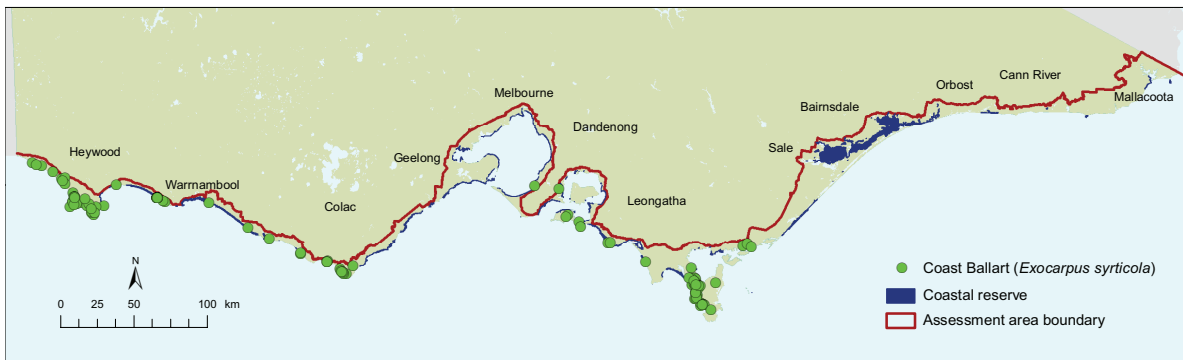 Melbourne
Dandenong
Heywood
Geelong
Warrnambool
Colac
Leongatha
Sale
Bairnsdale
Orbost
Cann River
Mallacoota
N
0 25 50 100 km
Coast Ballart (Exocarpus syrticola)
Coastal reserve
Assessment area boundary